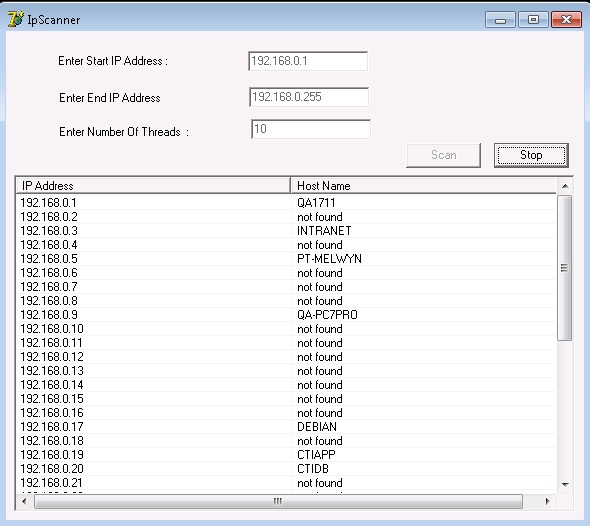 IpScanner
Enter Start IP Address :
192.168.0.1
Enter End IP Address
192.168.0.255
Enter Number Of Threads :
10
Scan Stop
IP Address Host Name
192.168.0.1 QA1711
192.168.0.2 not found
192.168.0.3 INTRANET
192.168.0.4 not found
192.168.0.5 PT-MELWYN
192.168.0.6 not found
192.168.0.7 not found
192.168.0.8 not found
192.168.0.9 QA-PC7PRO
192.168.0.10 not found
192.168.0.11 not found
192.168.0.12 not found
192.168.0.13 not found
192.168.0.14 not found
192.168.0.15 not found
192.168.0.16 not found
192.168.0.17 DEBIAN
192.168.0.18 not found
192.168.0.19 CTIAPP
192.168.0.20 CTIDB
192.168.0.21 not found